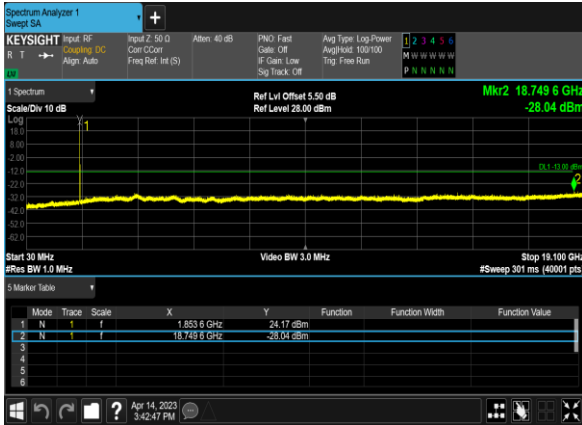 Spectrum Analyzer 1
Swept SA
KEYSIGHT Input: RF Input Z: 50 Ω Atten: 40 dB PNO: Fast Avg Type: Log-Power 1 2 3 4 5 6
R T Coupling: DC Corr CCorr Gate: Off Avg|Hold: 100/100 M W W W W W
Align: Auto Freq Ref: Int (S) IF Gain: Low Trig: Free Run
LV Sig Track: Off P N N N N N
1 Spectrum Ref Lvl Offset 5.50 dB Mkr2 18.749 6 GHz
Scale/Div 10 dB Ref Level 28.00 dBm -28.04 dBm
Log
1
18.0
8.00
-2.00
-12.0 DL1 -13.00 dBm
-22.0 2
-32.0
-42.0
-52.0
-62.0
Start 30 MHz Video BW 3.0 MHz Stop 19.100 GHz
#Res BW 1.0 MHz #Sweep 301 ms (40001 pts
5 Marker Table
Mode Trace Scale X Y Function Function Width Function Value
1 N 1 f 1.853 6 GHz 24.17 dBm
2 N 1 f 18.749 6 GHz -28.04 dBm
3
4
5
6
? Apr 14, 2023
3:42:47 PM